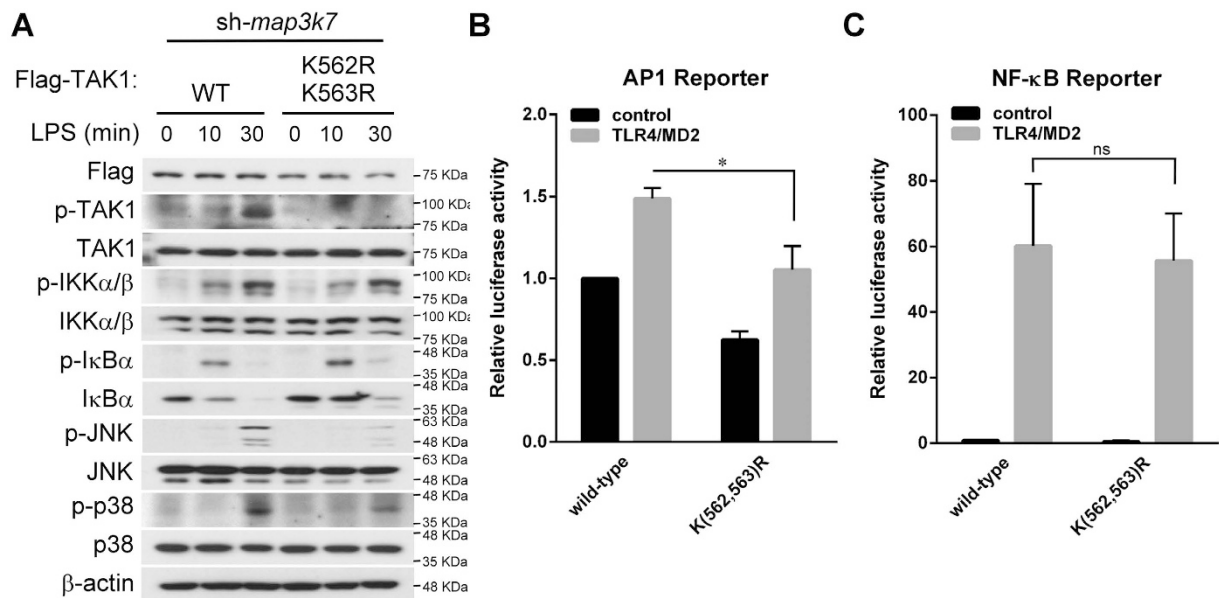 A
sh-map3k7
Flag-TAK1:
WT
K562R
K563R
LPS (min)
0 10 30 0 10 30
Flag
75 KDa
p-TAK1
100 KDa
75 KDa
TAK1
75 KDa
p-IKKα/β
100 KDa
75 KDa
IKKα/β
100 KDa
75 KDa
p-IκBα
48 KDa
35 KDa
IκBα
48 KDa
35 KDa
p-JNK
63 KDa
48 KDa
JNK
63 KDa
48 KDa
p-p38
48 KDa
35 KDa
p38
48 KDa
35 KDa
β-actin
48 KDa
B
AP1 Reporter
control
TLR4/MD2
Relative luciferase activity
2.0
1.5
1.0
0.5
0.0
*
wild-type
K(562,563)R
C
NF-κB Reporter
control
TLR4/MD2
Relative luciferase activity
100
80
60
40
20
0
ns
wild-type
K(562,563)R